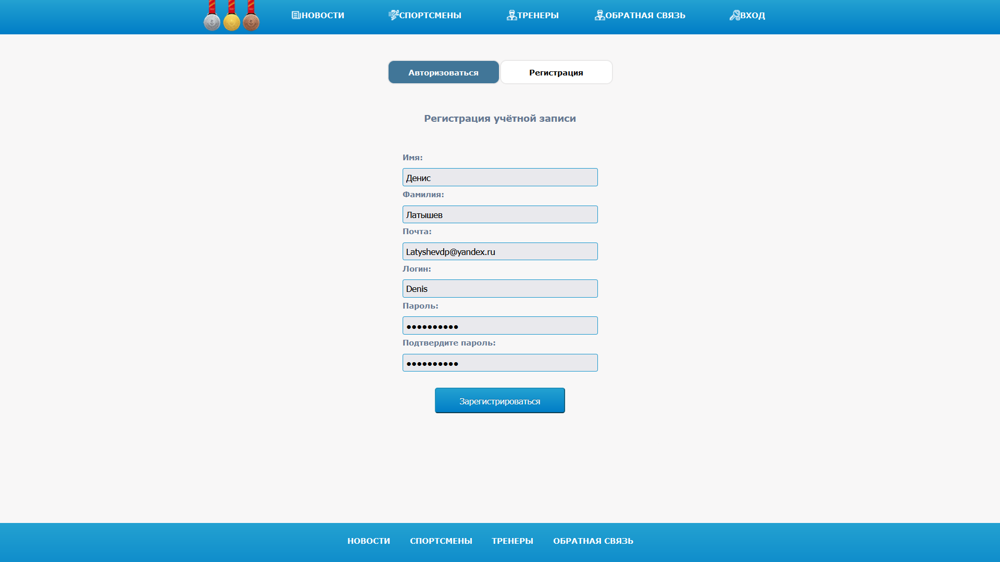 НОВОСТИ СПОРТСМЕНЫ ТРЕНЕРЫ ОБРАТНАЯ СВЯЗЬ ВХОД
Авторизоваться Регистрация
Регистрация учётной записи
Имя:
Денис
Фамилия:
Латышев
Почта:
Latyshevdp@yandex.ru
Логин:
Denis
Пароль:
●●●●●●●●●●
Подтвердите пароль:
●●●●●●●●●●
Зарегистрироваться
НОВОСТИ СПОРТСМЕНЫ ТРЕНЕРЫ ОБРАТНАЯ СВЯЗЬ